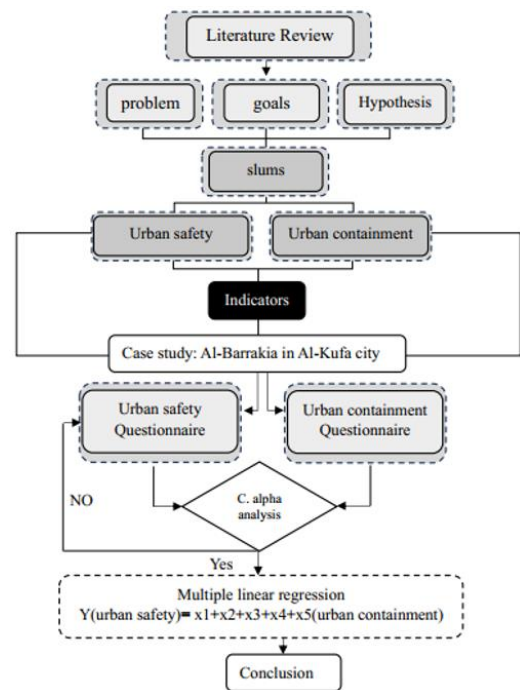 Literature Review
problem
goals
Hypothesis
slums
Urban safety
Urban containment
Indicators
Case study: Al-Barrakia in Al-Kufa city
Urban safety
Questionnaire
Urban containment
Questionnaire
NO
C. alpha
analysis
Yes
Multiple linear regression
Y(urban safety)= x1+x2+x3+x4+x5(urban containment)
Conclusion